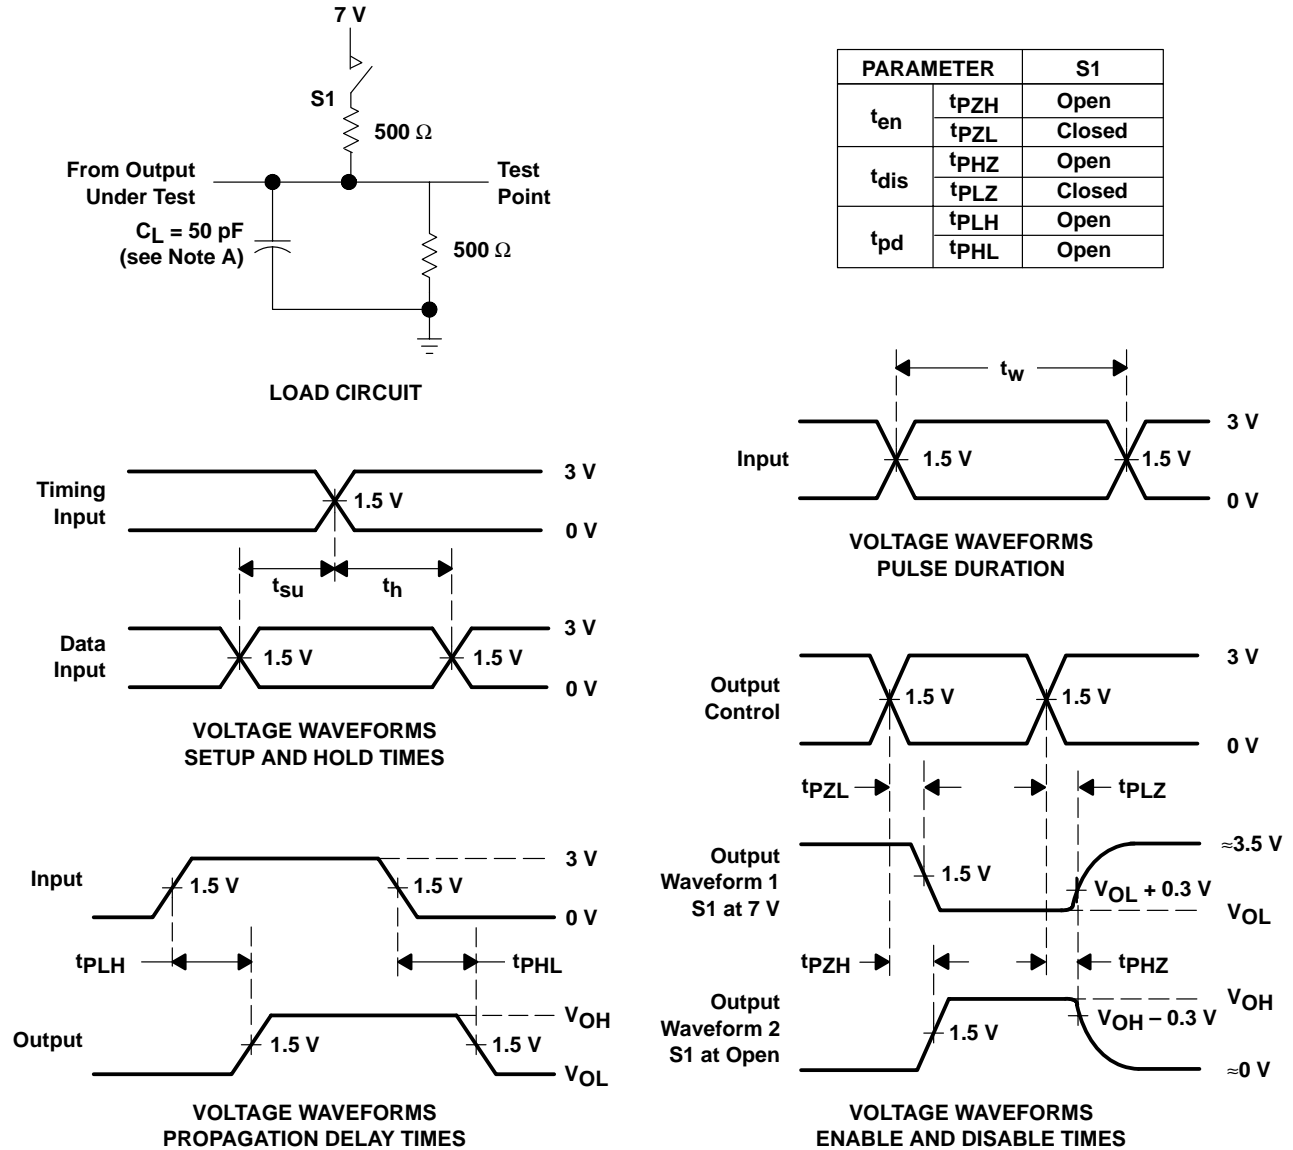 7 V
S1
500 Ω
From Output
Under Test
Test
Point
CL = 50 pF
(see Note A)
500 Ω
LOAD CIRCUIT
PARAMETER S1
ten tPZH Open
tPZL Closed
tdis tPHZ Open
tPLZ Closed
tpd tPLH Open
tPHL Open
tw
3 V
Input 1.5 V 1.5 V
0 V
VOLTAGE WAVEFORMS
PULSE DURATION
Timing
Input
3 V
1.5 V
0 V
tsu th
Data
Input
3 V
1.5 V 1.5 V
0 V
VOLTAGE WAVEFORMS
SETUP AND HOLD TIMES
Input
3 V
1.5 V 1.5 V
0 V
tPLH tPHL
Output
VOH
1.5 V 1.5 V
VOL
VOLTAGE WAVEFORMS
PROPAGATION DELAY TIMES
Output
Control
3 V
1.5 V 1.5 V
0 V
tPZL tPLZ
Output
Waveform 1
S1 at 7 V
≈3.5 V
1.5 V VOL + 0.3 V
VOL
tPZH tPHZ
Output
Waveform 2
S1 at Open
VOH
1.5 V VOH – 0.3 V
≈0 V
VOLTAGE WAVEFORMS
ENABLE AND DISABLE TIMES